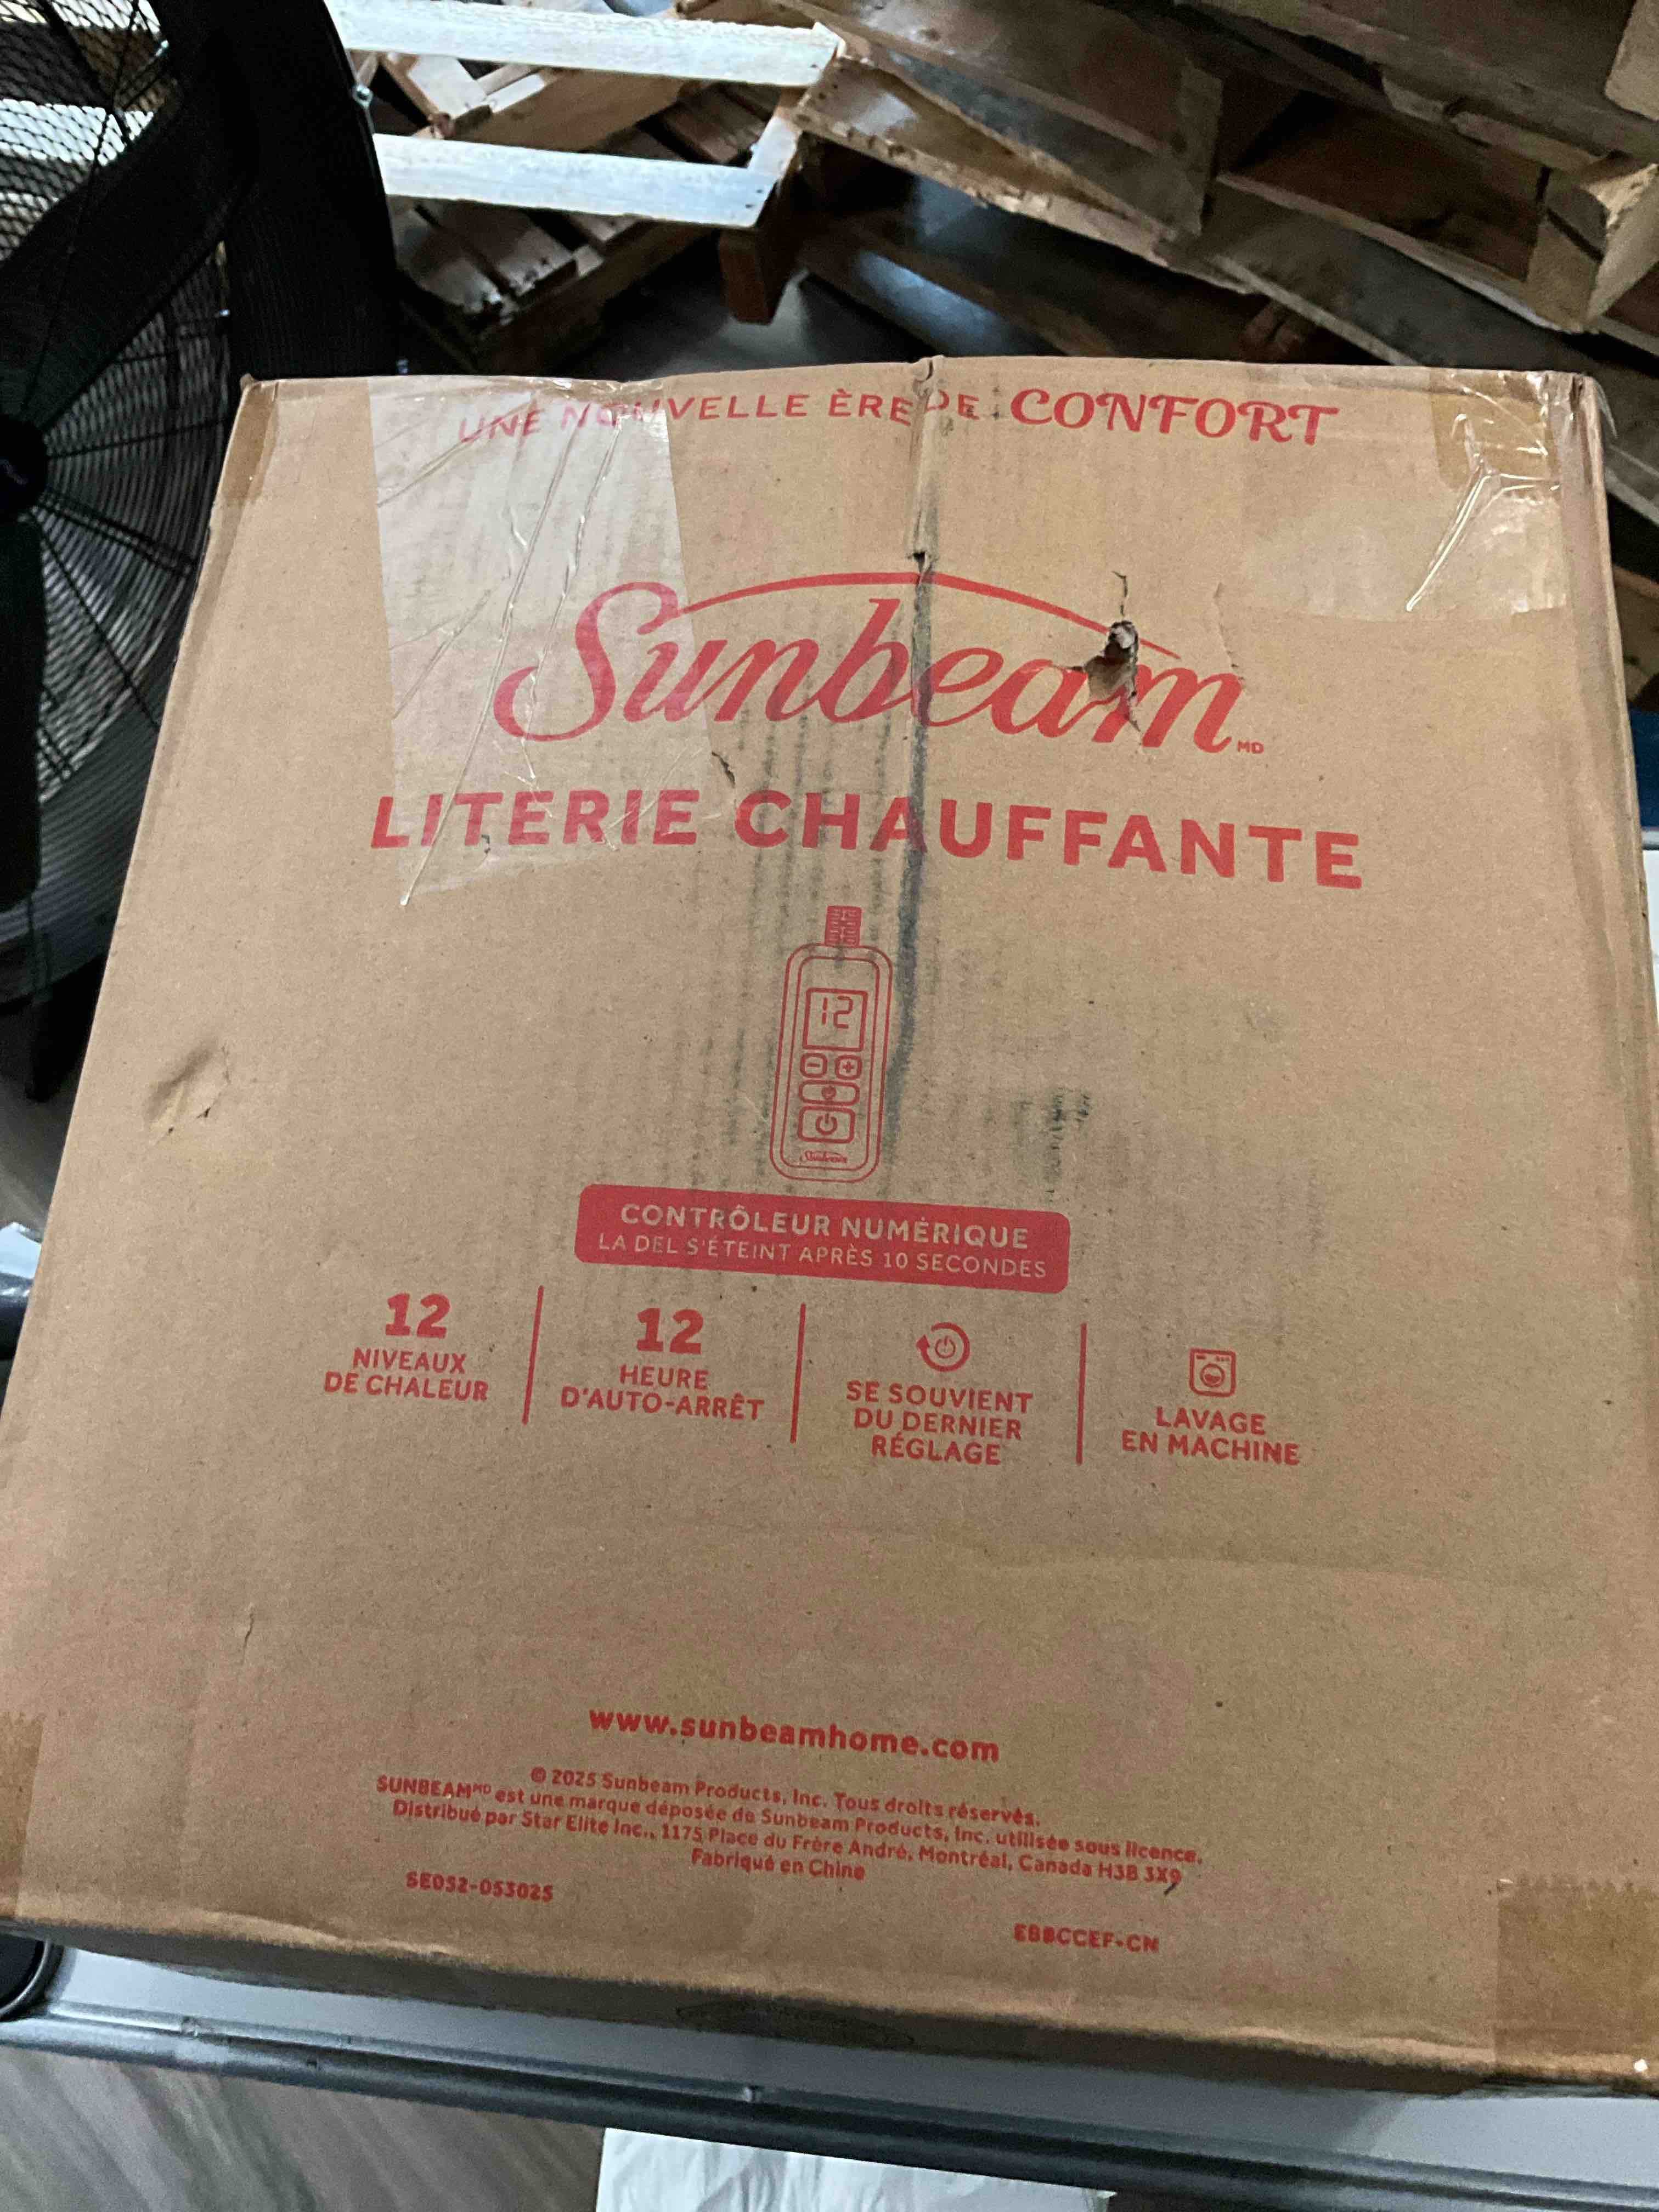 UNE NOUVELLE ÈRE DE CONFORT
Sunbeam MD
LITERIE CHAUFFANTE
12
Sunbeam
CONTRÔLEUR NUMÉRIQUE
LA DEL S'ÉTEINT APRÈS 10 SECONDES
12
NIVEAUX
DE CHALEUR
12
HEURE
D'AUTO-ARRÊT
SE SOUVIENT
DU DERNIER
RÉGLAGE
LAVAGE
EN MACHINE
www.sunbeamhome.com
© 2025 Sunbeam Products, Inc. Tous droits réservés.
SUNBEAMMD est une marque déposée de Sunbeam Products, Inc. utilisée sous licence.
Distribué par Star Elite Inc., 1175 Place du Frère André, Montréal, Canada H3B 3X9
Fabriqué en Chine
SE052-053025
EBBCCEF-CN